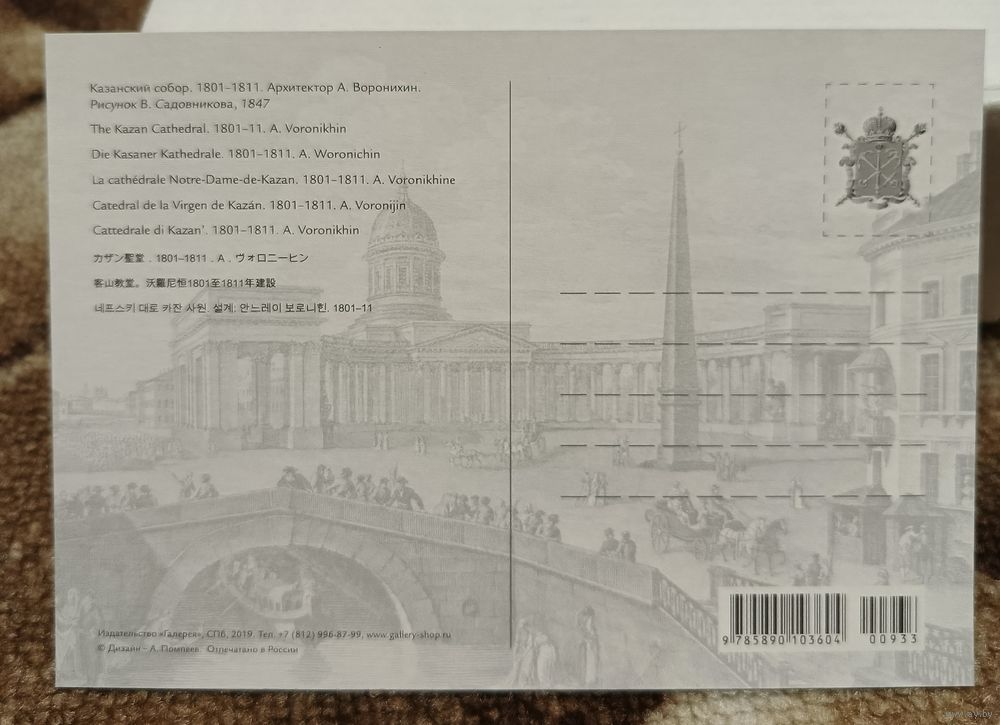 Казанский собор. 1801–1811. Архитектор А. Воронихин.
Рисунок В. Садовникова, 1847
The Kazan Cathedral. 1801–11. A. Voronikhin
Die Kasaner Kathedrale. 1801–1811. A. Woronichin
La cathédrale Notre-Dame-de-Kazan. 1801–1811. A. Voronikhine
Catedral de la Virgen de Kazán. 1801–1811. A. Voronijin
Cattedrale di Kazan'. 1801–1811. A. Voronikhin
カザン聖堂．1801–1811．A．ヴォロニーヒン
客山教堂。沃羅尼恒1801至1811年建設
네프스키 대로 카잔 사원. 설계: 안느레이 보로니힌. 1801–11
Издательство «Галерея», СПб, 2019. Тел. +7 (812) 996-87-99, www.gallery-shop.ru
© Дизайн – А. Помпеев. Отпечатано в России
9 785890 103604
00933
www.ay.by